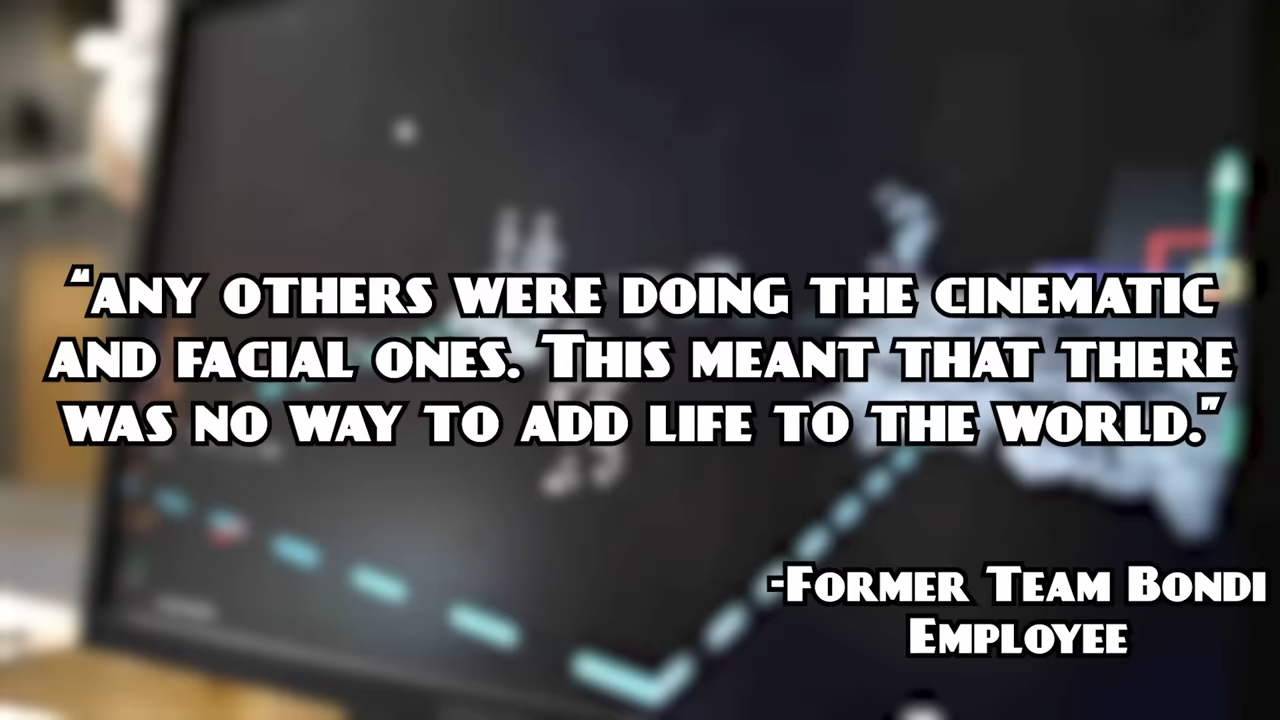 “any others were doing the cinematic
and facial ones. This meant that there
was no way to add life to the world."
-Former Team Bondi
Employee